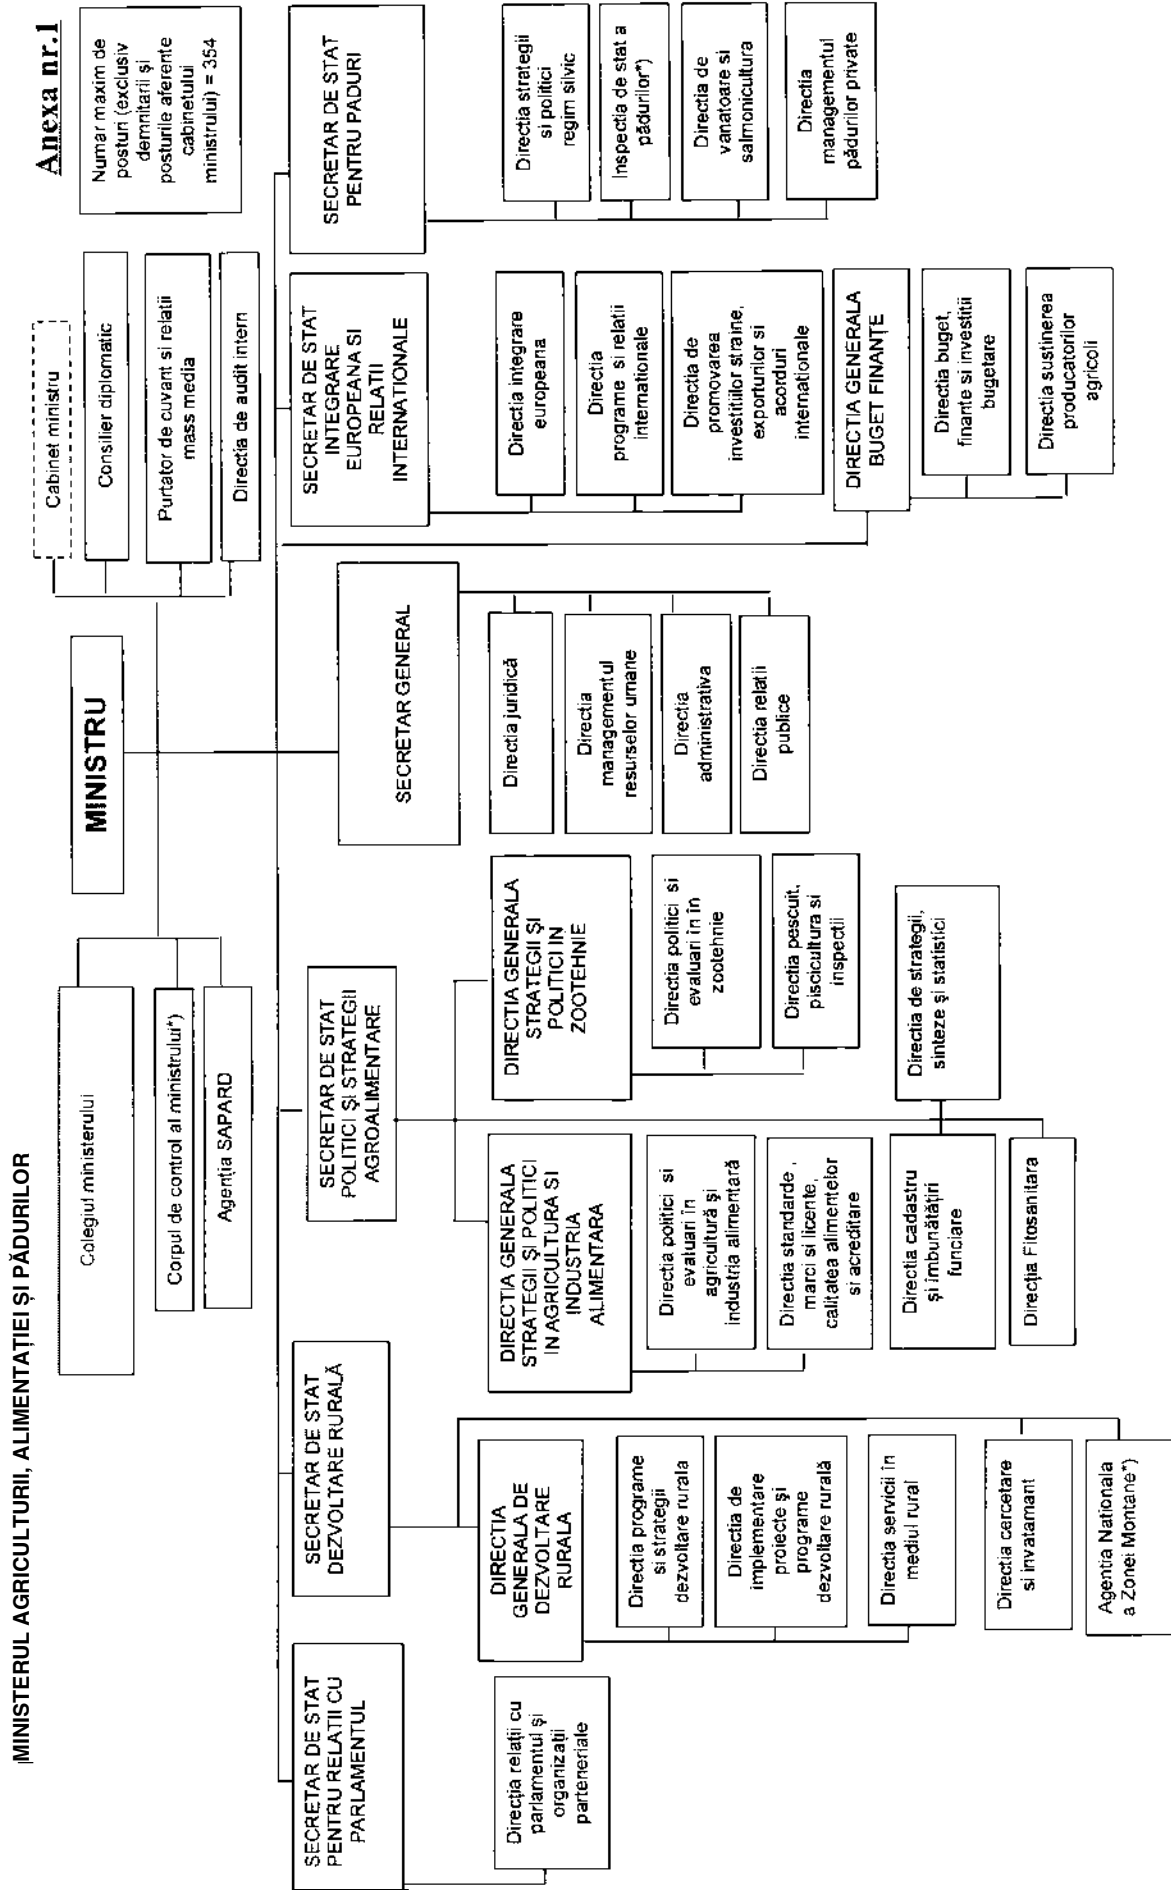 MINISTERUL AGRICULTURII, ALIMENTAȚIEI ȘI PĂDURILOR
Anexa nr.1
Numar maxim de
posturi (exclusiv
demnitarii și
posturile aferente
cabinetului
ministrului) = 354
MINISTRU
Colegiul ministerului
Corpul de control al ministrului*)
Agenția SAPARD
Cabinet ministru
Consilier diplomatic
Purtator de cuvant si relatii
mass media
Directia de audit intern
SECRETAR DE STAT
PENTRU RELATII CU
PARLAMENTUL
Direcția relații cu
parlamentul și
organizații
parteneriale
SECRETAR DE STAT
DEZVOLTARE RURALĂ
DIRECTIA
GENERALA DE
DEZVOLTARE
RURALA
Directia programe
si strategii
dezvoltare rurala
Directia de
implementare
proiecte și
programe
dezvoltare rurală
Directia servicii în
mediul rural
Directia cercetare
si invatamant
Agentia Nationala
a Zonei Montane*)
SECRETAR DE STAT
POLITICI ȘI STRATEGII
AGROALIMENTARE
DIRECTIA GENERALA
STRATEGII ȘI POLITICI
IN AGRICULTURA SI
INDUSTRIA
ALIMENTARA
Directia politici si
evaluari în
agricultură și
industria alimentară
Directia standarde,
marci si licente,
calitatea alimentelor
si acreditare
Directia cadastru
și imbunătățiri
funciare
Direcția Fitosanitara
DIRECTIA GENERALA
STRATEGII ȘI
POLITICI IN
ZOOTEHNIE
Directia politici si
evaluari in în
zootehnie
Directia pescuit,
piscicultura si
inspectii
Directia de strategii,
sinteze și statistici
SECRETAR GENERAL
Directia juridică
Directia
managementul
resurselor umane
Directia
administrativa
Directia relatii
publice
SECRETAR DE STAT
INTEGRARE
EUROPEANA SI
RELATII
INTERNATIONALE
Directia integrare
europeana
Directia
programe si relatii
internationale
Directia de
promovarea
investitiilor straine,
exporturilor si
acorduri
internationale
DIRECTIA GENERALA
BUGET FINANȚE
Directia buget,
finante si investitii
bugetare
Directia sustinerea
producatorilor
agricoli
SECRETAR DE STAT
PENTRU PADURI
Directia strategii
si politici
regim silvic
Inspectia de stat a
pădurilor*)
Directia de
vanatoare si
salmonicultura
Directia
managementul
pădurilor private